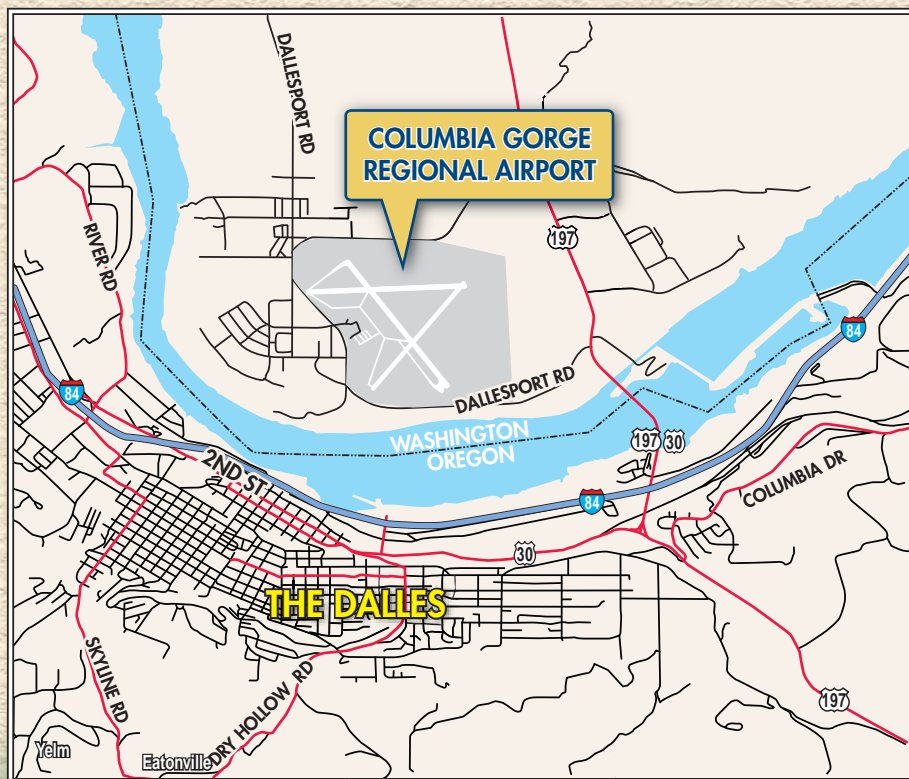 DALLESPORT RD
COLUMBIA GORGE
REGIONAL AIRPORT
RIVER RD
197
84
84
DALLESPORT RD
WASHINGTON
OREGON
197
30
2ND ST
COLUMBIA DR
84
30
THE DALLES
SKYLINE RD
DRY HOLLOW RD
197
Yelm
Eatonville